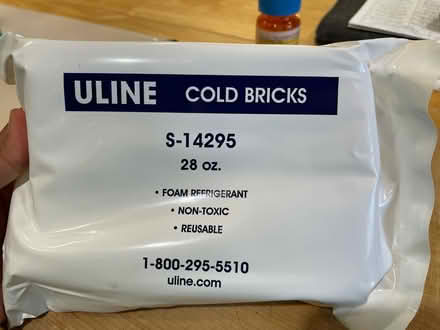 ULINE COLD BRICKS
S-14295
28 oz.
• FOAM REFRIGERANT
• NON-TOXIC
• REUSABLE
1-800-295-5510
uline.com